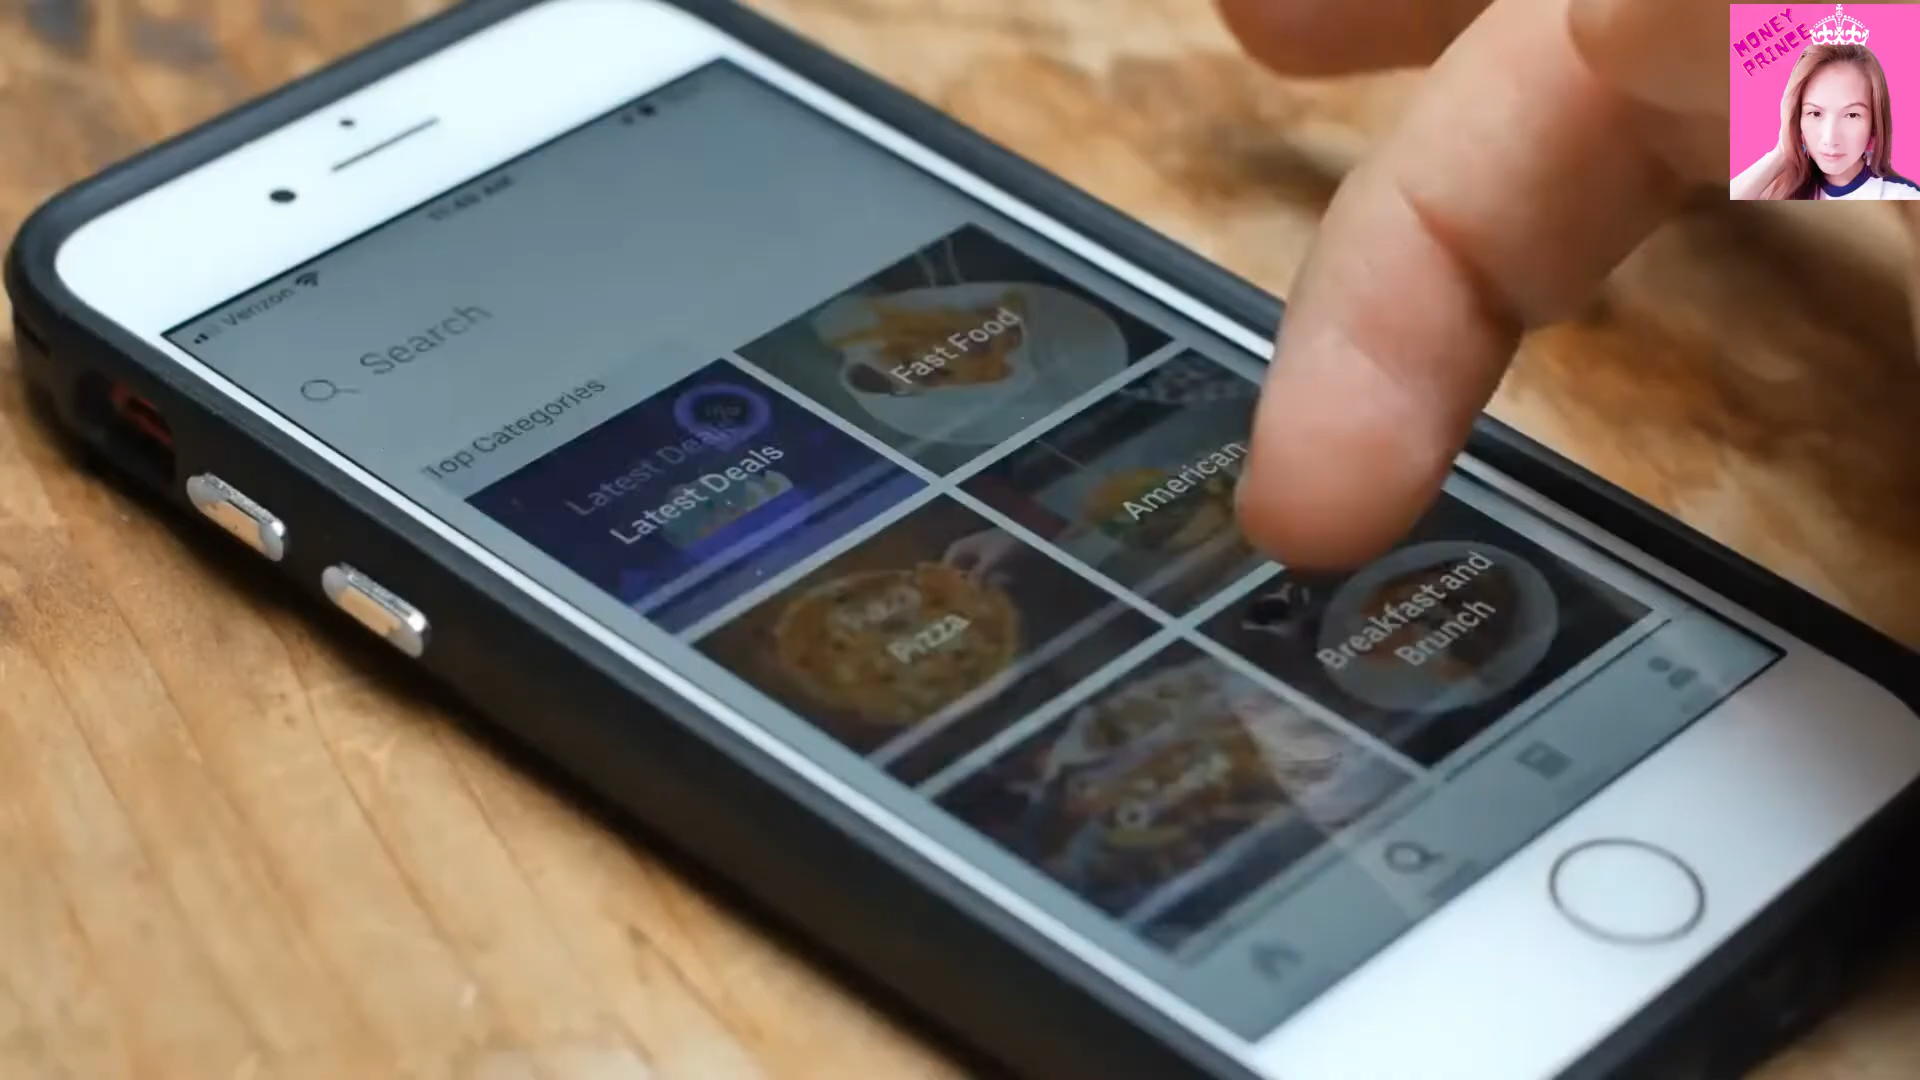 MONEY
PRINCE
Verizon
Search
Top Categories
Latest Deals
Latest Deals
Fast Food
Pizza
American
Breakfast and
Brunch